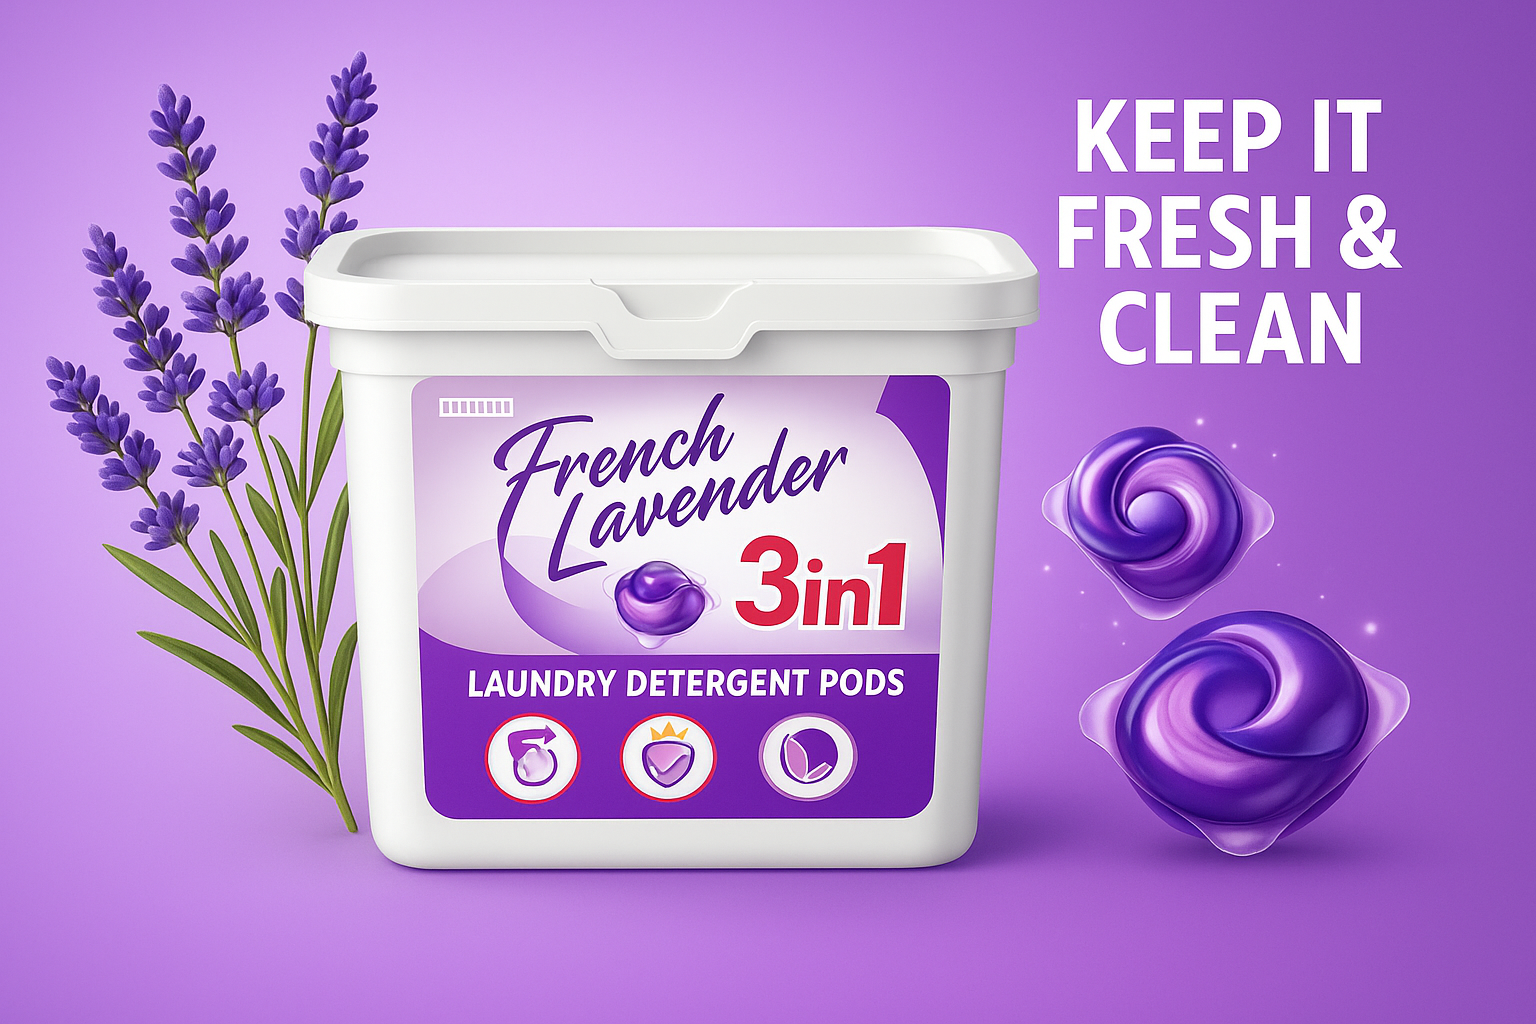 KEEP IT
FRESH &
CLEAN
French
Lavender
3in1
LAUNDRY DETERGENT PODS